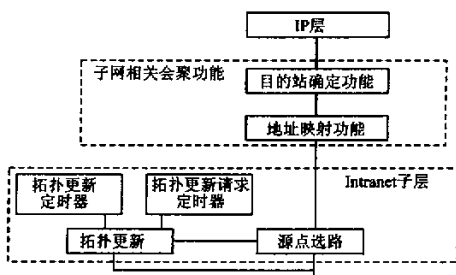 IP层
子网相关会聚功能
目的站确定功能
地址映射功能
拓扑更新
定时器
拓扑更新请求
定时器
Intranet子层
拓扑更新
源点选路